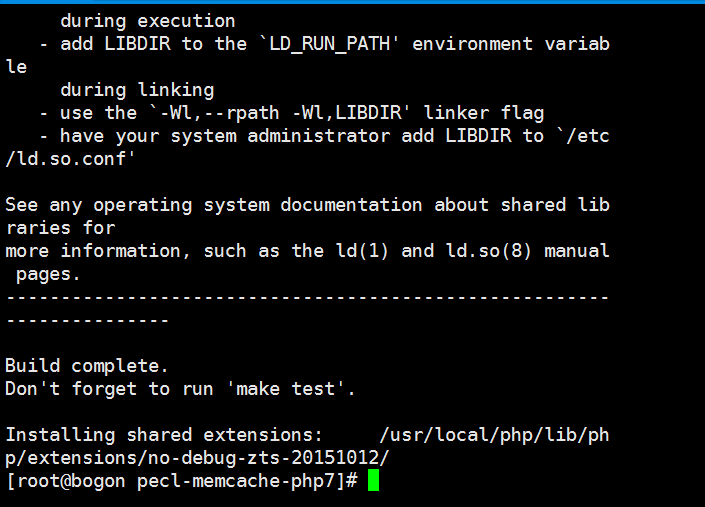 during execution
   - add LIBDIR to the `LD_RUN_PATH' environment variab
le
     during linking
   - use the `-Wl,--rpath -Wl,LIBDIR' linker flag
   - have your system administrator add LIBDIR to `/etc
/ld.so.conf'

See any operating system documentation about shared lib
raries for
more information, such as the ld(1) and ld.so(8) manual
 pages.
-------------------------------------------------------
---------------

Build complete.
Don't forget to run 'make test'.

Installing shared extensions:     /usr/local/php/lib/ph
p/extensions/no-debug-zts-20151012/
[root@bogon pecl-memcache-php7]#